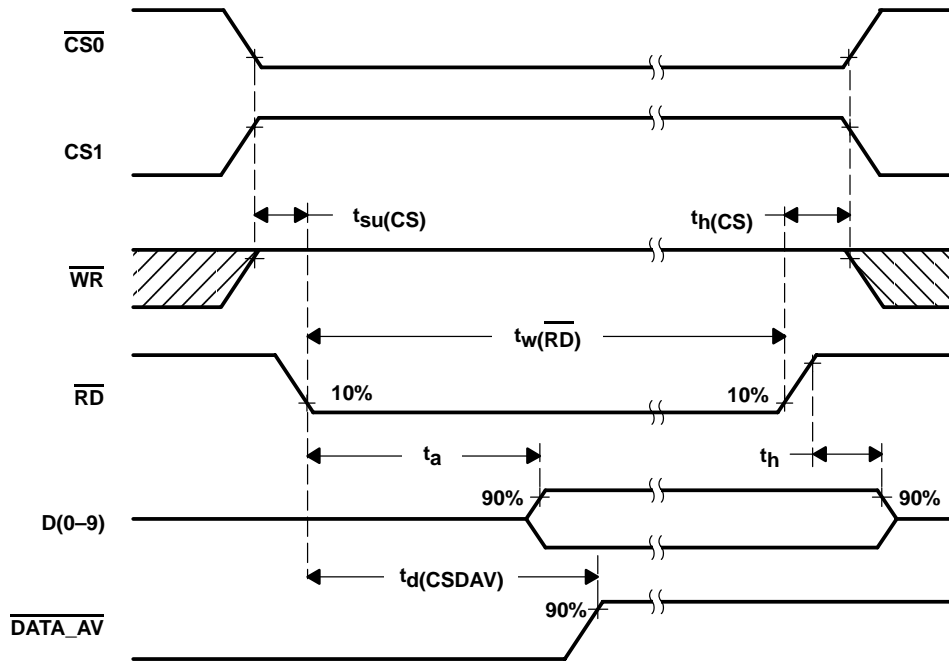 CS0
CS1
tsu(CS) th(CS)
WR
tw(RD)
RD
10% 10%
ta th
90% 90%
D(0–9)
td(CSDAV)
90%
DATA_AV